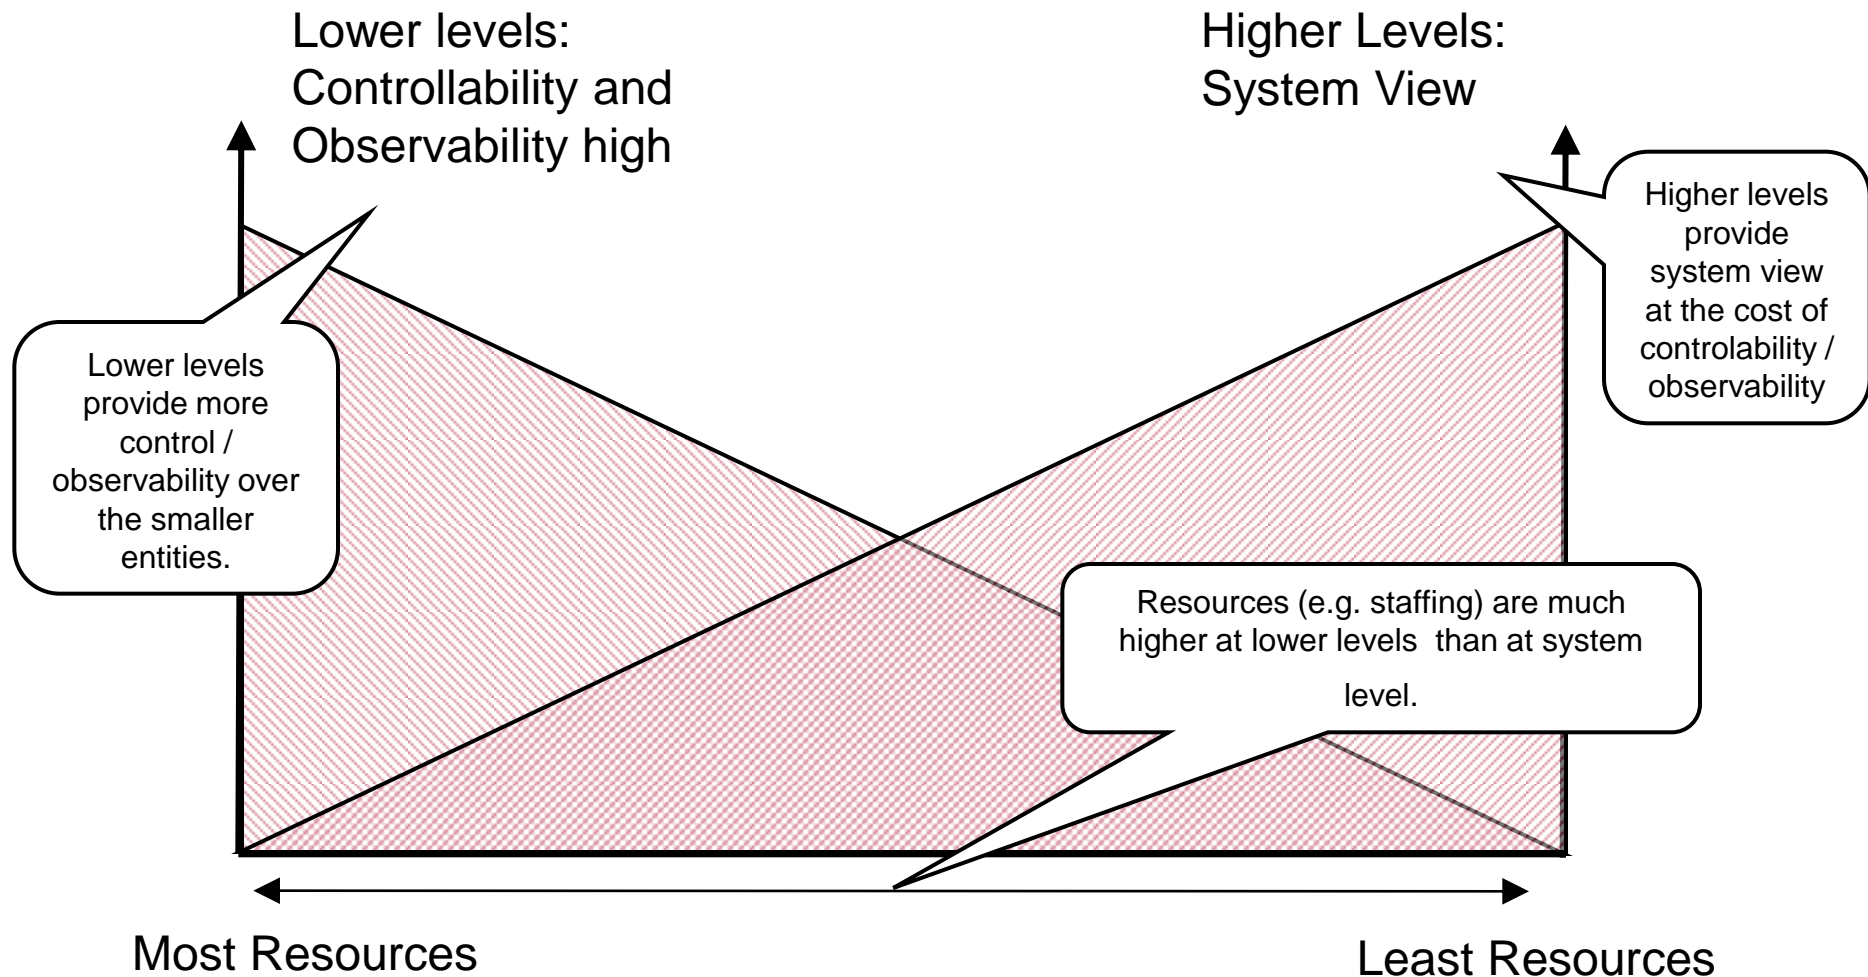 Lower levels:
Controllability and
Observability high
Higher Levels:
System View
Lower levels
provide more
control /
observability over
the smaller
entities.
Higher levels
provide
system view
at the cost of
controlability /
observability
Resources (e.g. staffing) are much
higher at lower levels than at system
level.
Most Resources
Least Resources